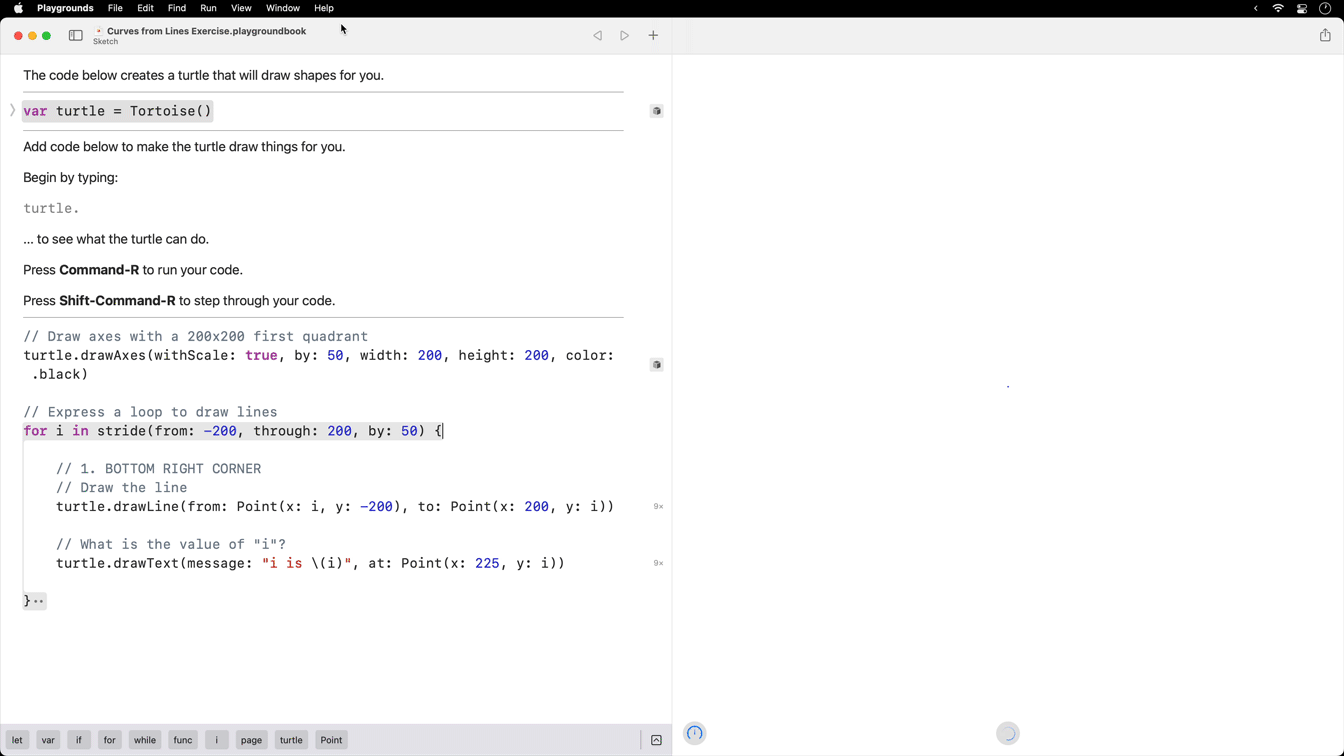 Playgrounds File Edit Find Run View Window Help
Curves from Lines Exercise.playgroundbook
Sketch
The code below creates a turtle that will draw shapes for you.
var turtle = Tortoise()
Add code below to make the turtle draw things for you.
Begin by typing:
turtle.
... to see what the turtle can do.
Press Command-R to run your code.
Press Shift-Command-R to step through your code.
// Draw axes with a 200x200 first quadrant
turtle.drawAxes(withScale: true, by: 50, width: 200, height: 200, color:
.black)
// Express a loop to draw lines
for i in stride(from: -200, through: 200, by: 50) {
// 1. BOTTOM RIGHT CORNER
// Draw the line
turtle.drawLine(from: Point(x: i, y: -200), to: Point(x: 200, y: i))
9×
// What is the value of "i"?
turtle.drawText(message: "i is \(i)", at: Point(x: 225, y: i))
9×
}
let var if for while func i page turtle Point